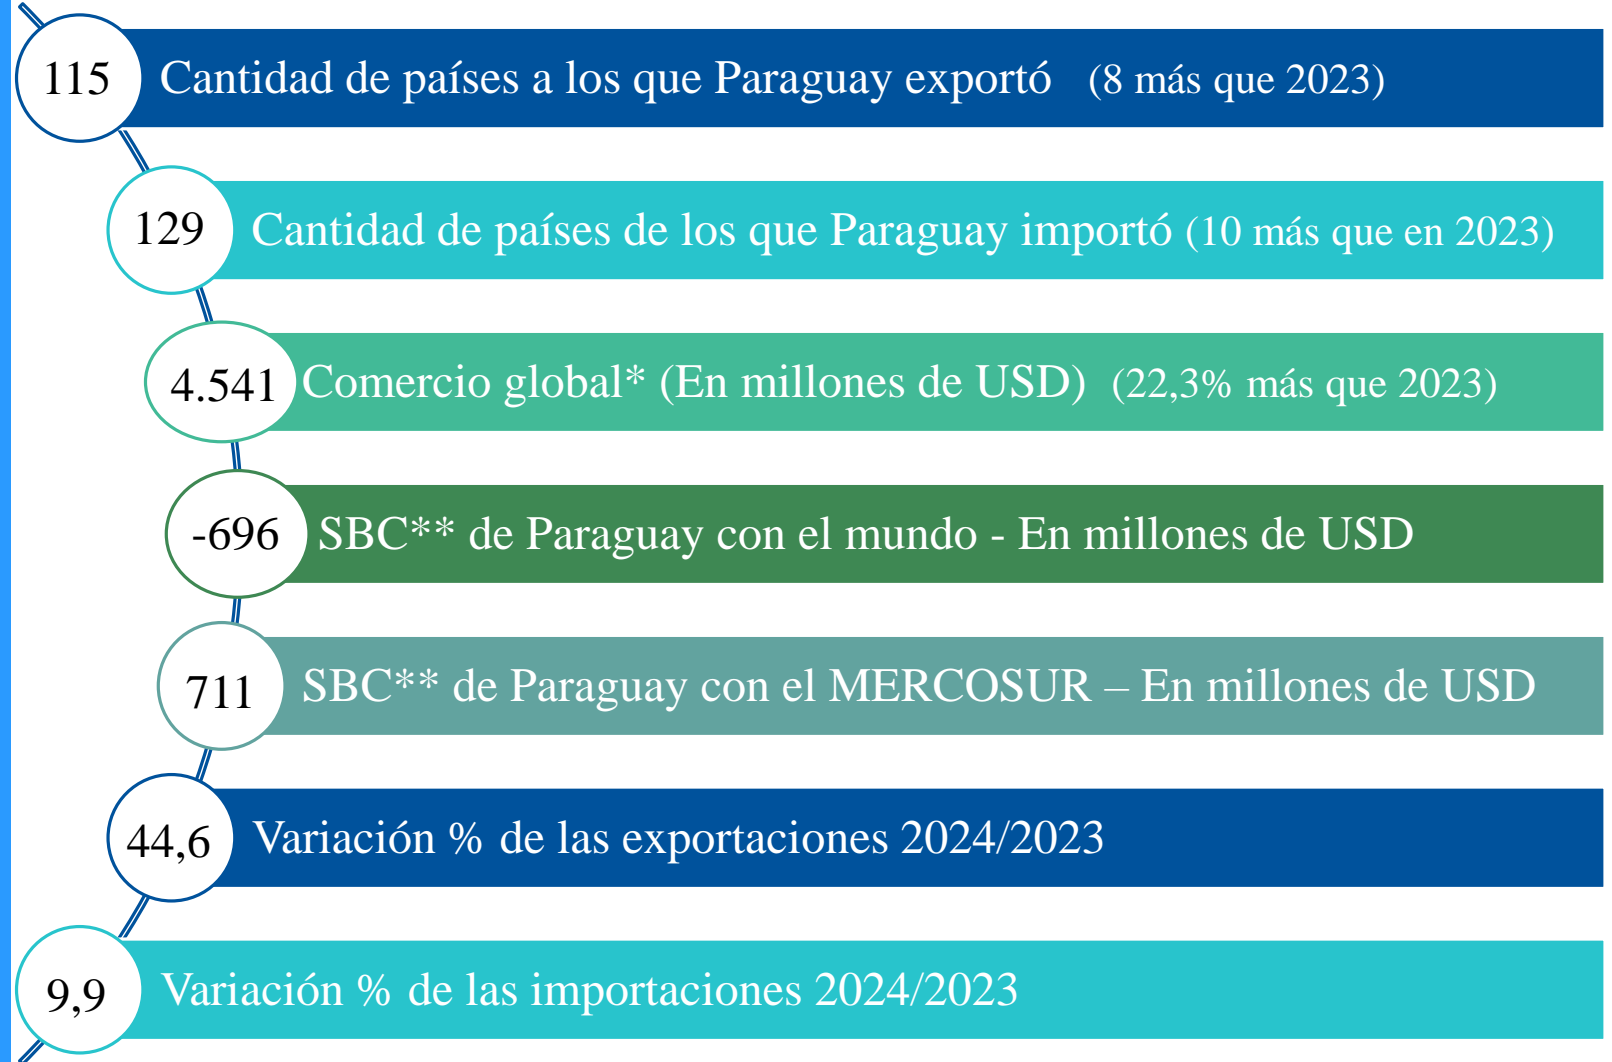 115 Cantidad de países a los que Paraguay exportó (8 más que 2023)
129 Cantidad de países de los que Paraguay importó (10 más que en 2023)
4.541 Comercio global* (En millones de USD) (22,3% más que 2023)
-696 SBC** de Paraguay con el mundo - En millones de USD
711 SBC** de Paraguay con el MERCOSUR – En millones de USD
44,6 Variación % de las exportaciones 2024/2023
9,9 Variación % de las importaciones 2024/2023